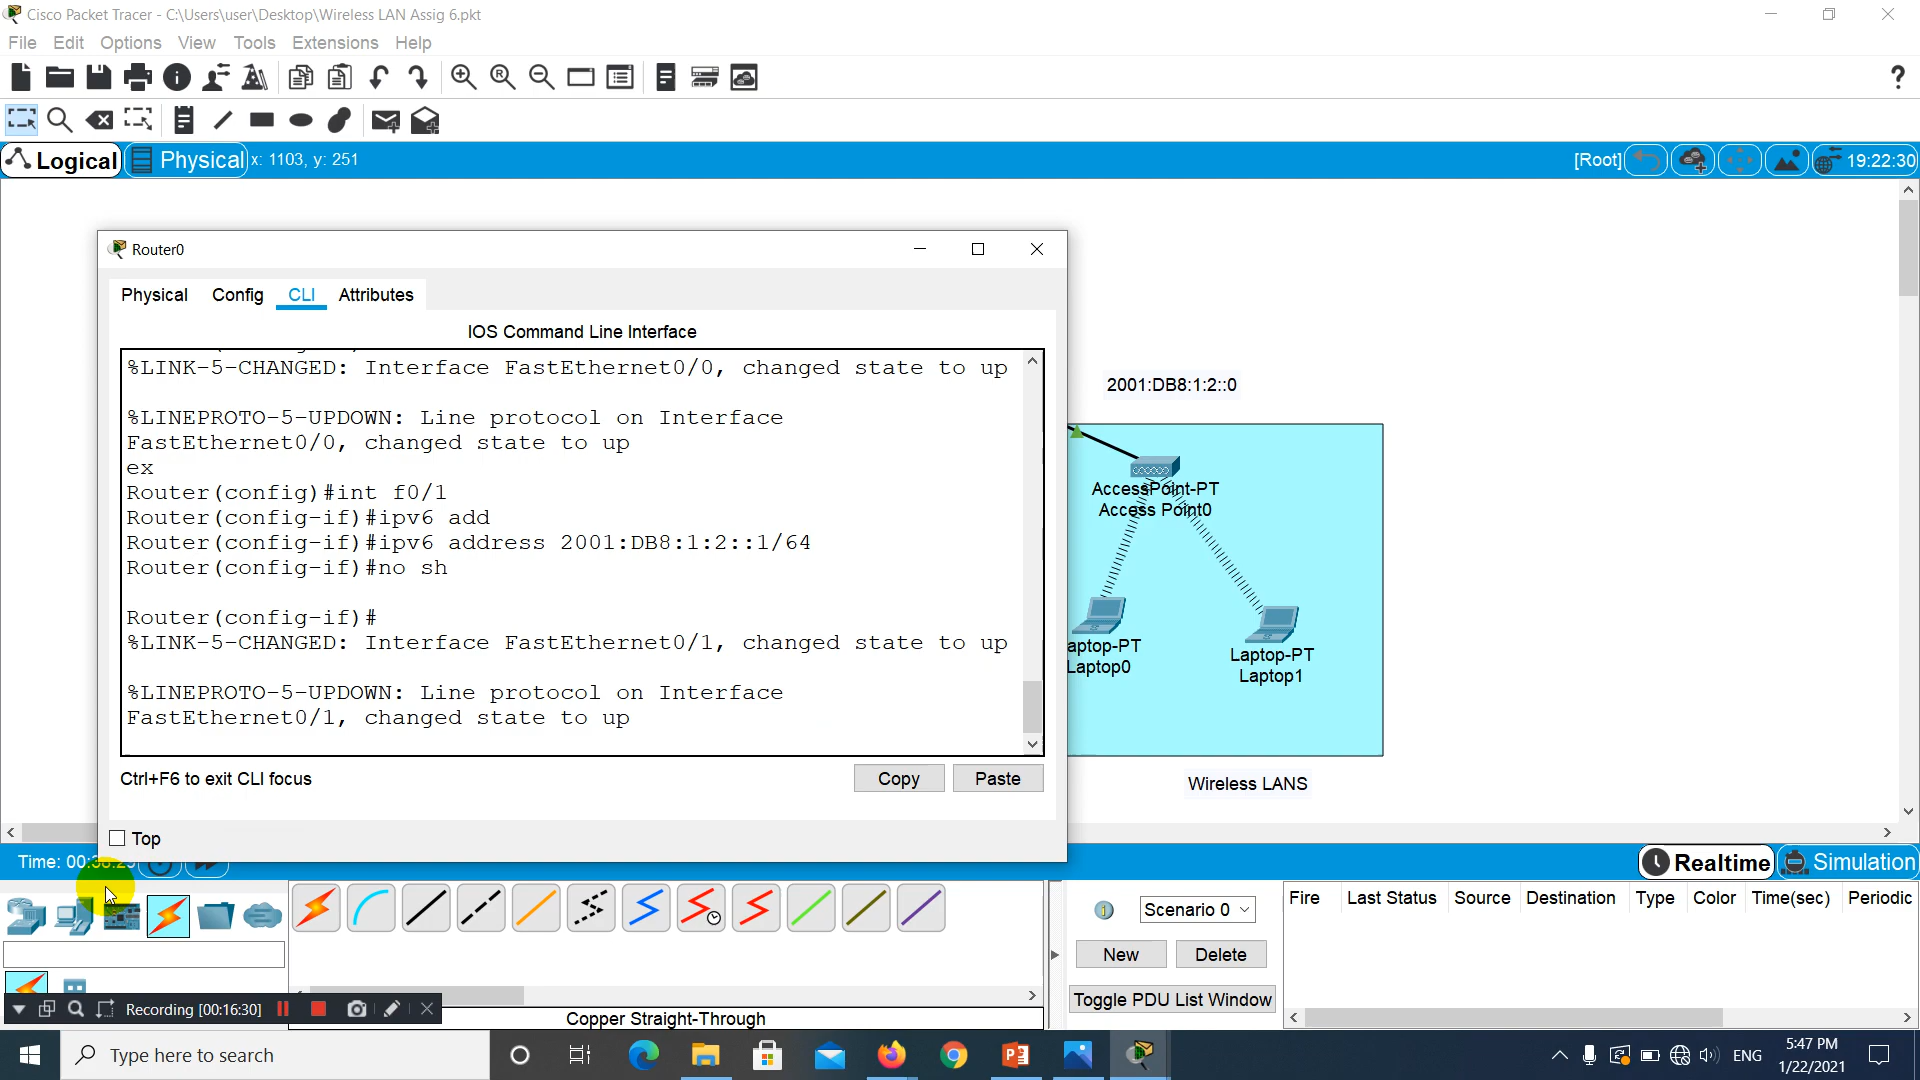 Cisco Packet Tracer - C:\Users\user\Desktop\Wireless LAN Assig 6.pkt
File Edit Options View Tools Extensions Help
Logical Physical x: 1103, y: 251 [Root] 19:22:30
Router0
Physical Config CLI Attributes
IOS Command Line Interface
%LINK-5-CHANGED: Interface FastEthernet0/0, changed state to up
%LINEPROTO-5-UPDOWN: Line protocol on Interface
FastEthernet0/0, changed state to up
ex
Router(config)#int f0/1
Router(config-if)#ipv6 add
Router(config-if)#ipv6 address 2001:DB8:1:2::1/64
Router(config-if)#no sh
Router(config-if)#
%LINK-5-CHANGED: Interface FastEthernet0/1, changed state to up
%LINEPROTO-5-UPDOWN: Line protocol on Interface
FastEthernet0/1, changed state to up
Ctrl+F6 to exit CLI focus
Copy Paste
Top
2001:DB8:1:2::0
AccessPoint-PT
Access Point0
aptop-PT
Laptop0
Laptop-PT
Laptop1
Wireless LANS
Time: 00:
Realtime Simulation
Scenario 0
New Delete
Toggle PDU List Window
Fire Last Status Source Destination Type Color Time(sec) Periodic
Recording [00:16:30]
Copper Straight-Through
Type here to search
ENG
5:47 PM
1/22/2021